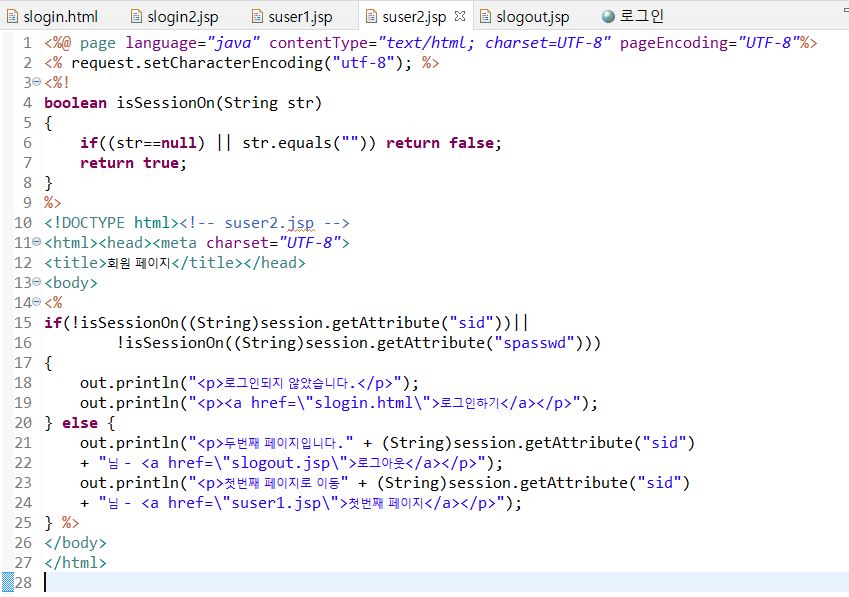 slogin.html slogin2.jsp suser1.jsp suser2.jsp slogout.jsp 로그인
1 <%@ page language="java" contentType="text/html; charset=UTF-8" pageEncoding="UTF-8"%>
2 <% request.setCharacterEncoding("utf-8"); %>
3 <%!
4 boolean isSessionOn(String str)
5 {
6     if((str==null) || str.equals("")) return false;
7     return true;
8 }
9 %>
10 <!DOCTYPE html><!-- suser2.jsp -->
11 <html><head><meta charset="UTF-8">
12 <title>회원 페이지</title></head>
13 <body>
14 <%
15 if(!isSessionOn((String)session.getAttribute("sid"))||
16         !isSessionOn((String)session.getAttribute("spasswd")))
17 {
18     out.println("<p>로그인되지 않았습니다.</p>");
19     out.println("<p><a href=\"slogin.html\">로그인하기</a></p>");
20 } else {
21     out.println("<p>두번째 페이지입니다." + (String)session.getAttribute("sid")
22     + "님 - <a href=\"slogout.jsp\">로그아웃</a></p>");
23     out.println("<p>첫번째 페이지로 이동" + (String)session.getAttribute("sid")
24     + "님 - <a href=\"suser1.jsp\">첫번째 페이지</a></p>");
25 } %>
26 </body>
27 </html>
28